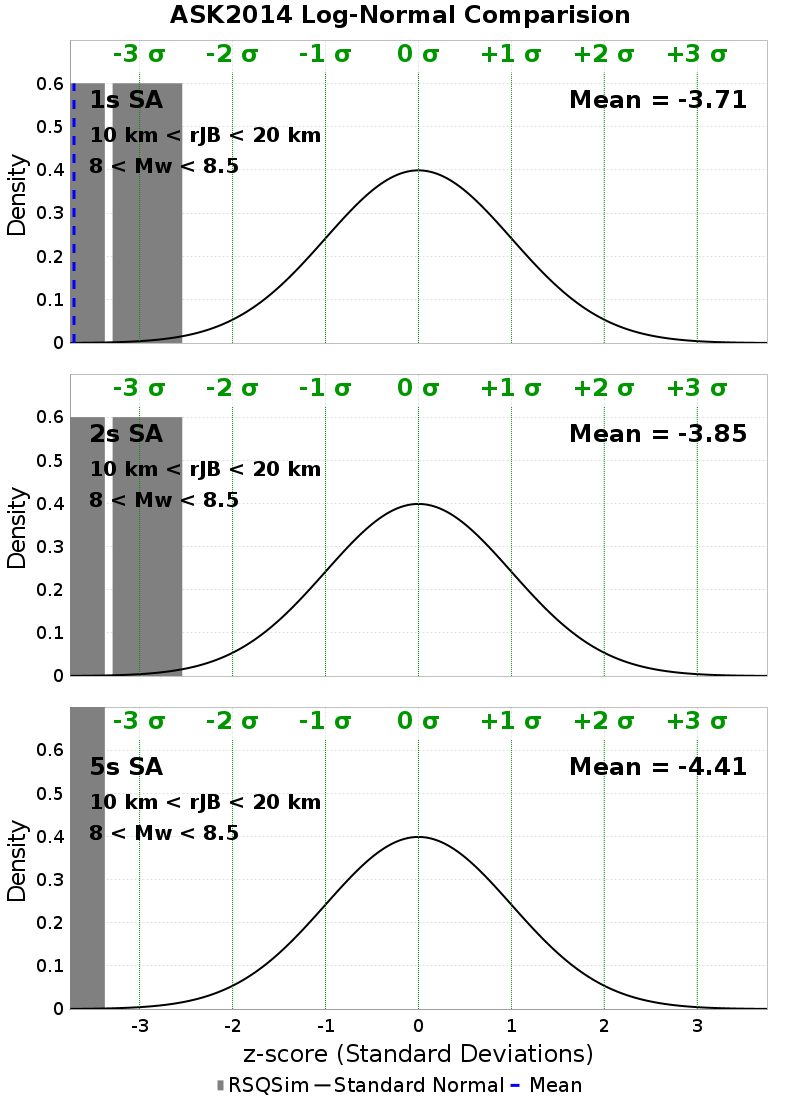 ASK2014 Log-Normal Comparision
-3 σ -2 σ -1 σ 0 σ +1 σ +2 σ +3 σ
0.6
1s SA Mean = -3.71
0.5
10 km < rJB < 20 km
0.4
8 < Mw < 8.5
Density
0.3
0.2
0.1
0
-3 σ -2 σ -1 σ 0 σ +1 σ +2 σ +3 σ
0.6
2s SA Mean = -3.85
0.5
10 km < rJB < 20 km
0.4
8 < Mw < 8.5
Density
0.3
0.2
0.1
0
-3 σ -2 σ -1 σ 0 σ +1 σ +2 σ +3 σ
0.6
5s SA Mean = -4.41
0.5
10 km < rJB < 20 km
0.4
8 < Mw < 8.5
Density
0.3
0.2
0.1
0
-3 -2 -1 0 1 2 3
z-score (Standard Deviations)
RSQSim Standard Normal Mean